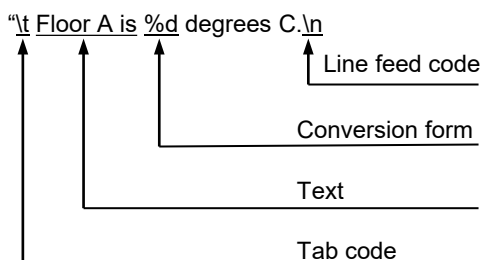 “\t Floor A is %d degrees C.\n
Line feed code
Conversion form
Text
Tab code